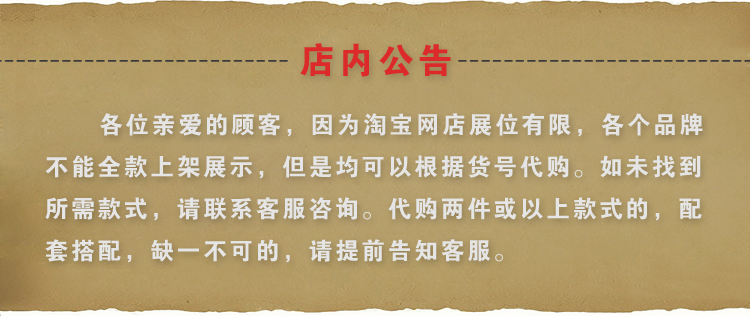 店内公告
各位亲爱的顾客，因为淘宝网店展位有限，各个品牌
不能全款上架展示，但是均可以根据货号代购。如未找到
所需款式，请联系客服咨询。代购两件或以上款式的，配
套搭配，缺一不可的，请提前告知客服。